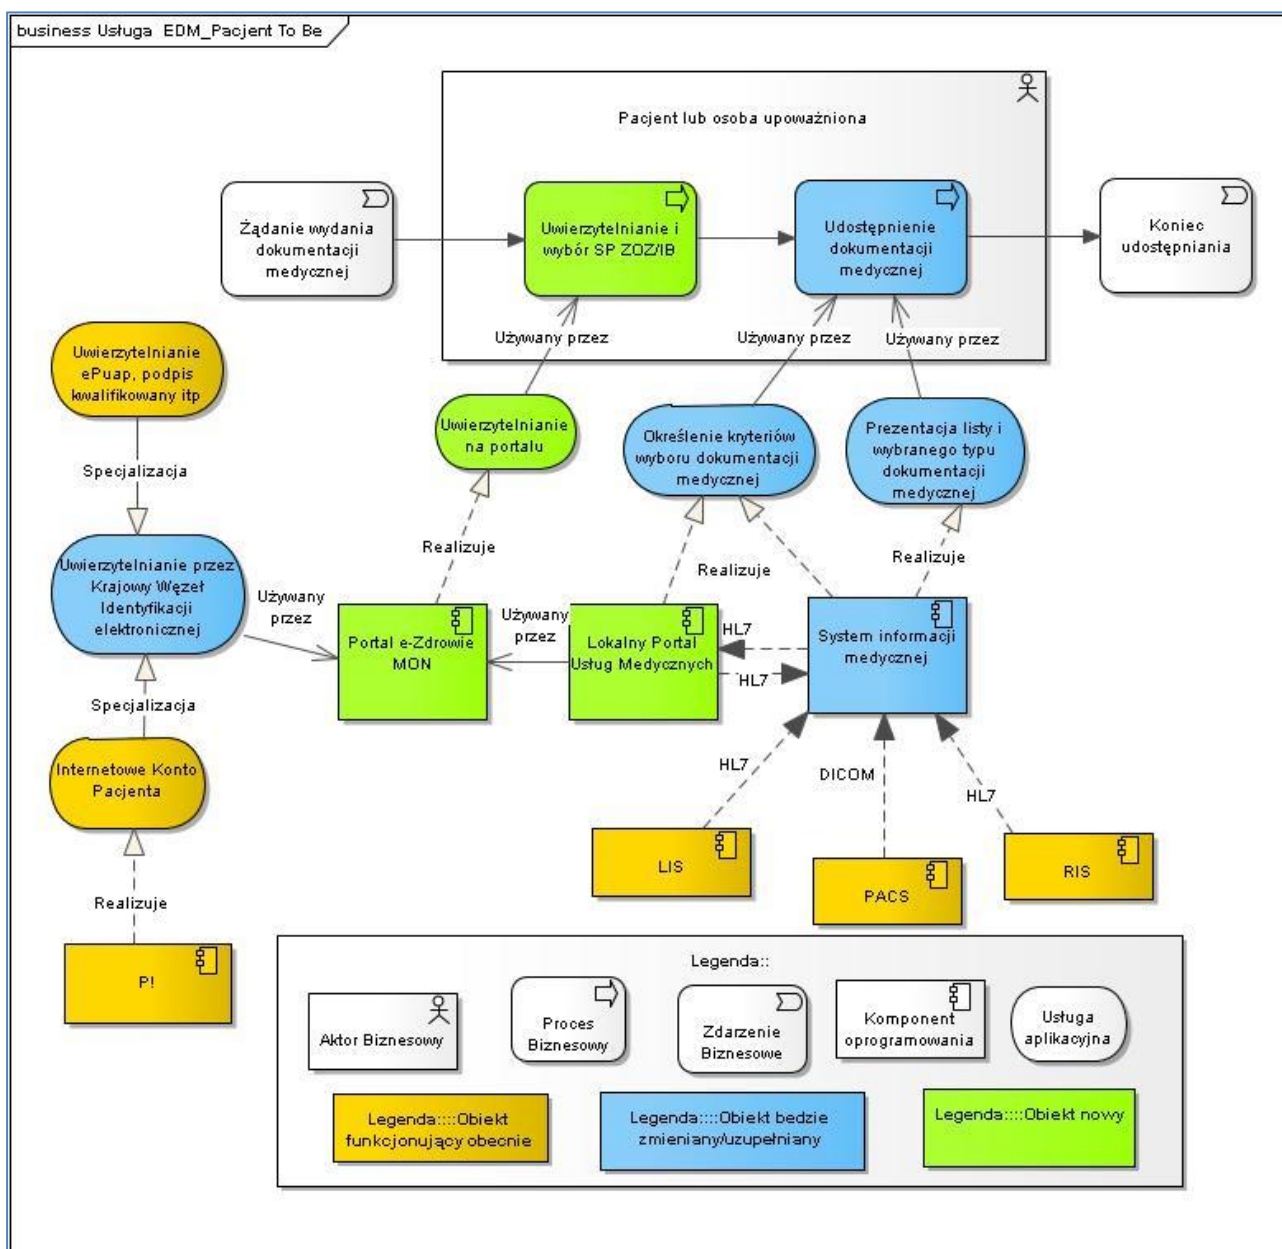 business Usługa EDM_Pacjent To Be
Pacjent lub osoba upoważniona
Żądanie wydania
dokumentacji
medycznej
Uwierzytelnianie i
wybór SP ZOZ/IB
Udostępnienie
dokumentacji
medycznej
Koniec
udostępniania
Używany przez
Używany przez
Używany przez
Uwierzytelnianie
ePuap, podpis
kwalifikowany itp
Uwierzytelnianie
na portalu
Określenie kryteriów
wyboru dokumentacji
medycznej
Prezentacja listy i
wybranego typu
dokumentacji
medycznej
Specjalizacja
Realizuje
Realizuje
Realizuje
Uwierzytelnianie przez
Krajowy Węzeł
Identyfikacji
elektronicznej
Używany
przez
Portal e-Zdrowie
MON
Używany
przez
Lokalny Portal
Usług Medycznych
HL7
HL7
System informacji
medycznej
Specjalizacja
Internetowe Konto
Pacjenta
HL7
DICOM
HL7
LIS
PACS
RIS
Realizuje
P!
Legenda::
Aktor Biznesowy
Proces
Biznesowy
Zdarzenie
Biznesowe
Komponent
oprogramowania
Usługa
aplikacyjna
Legenda::::Obiekt
funkcjonujący obecnie
Legenda::::Obiekt bedzie
zmieniany/uzupełniany
Legenda::::Obiekt nowy